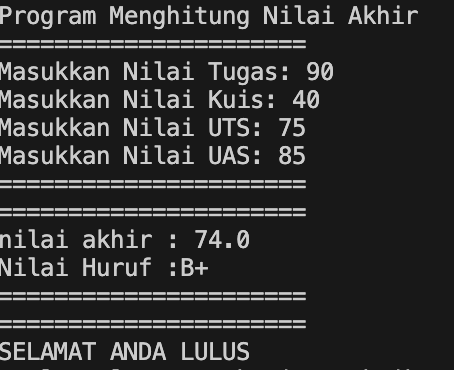 Program Menghitung Nilai Akhir
======================
Masukkan Nilai Tugas: 90
Masukkan Nilai Kuis: 40
Masukkan Nilai UTS: 75
Masukkan Nilai UAS: 85
======================
======================
nilai akhir : 74.0
Nilai Huruf :B+
======================
======================
SELAMAT ANDA LULUS